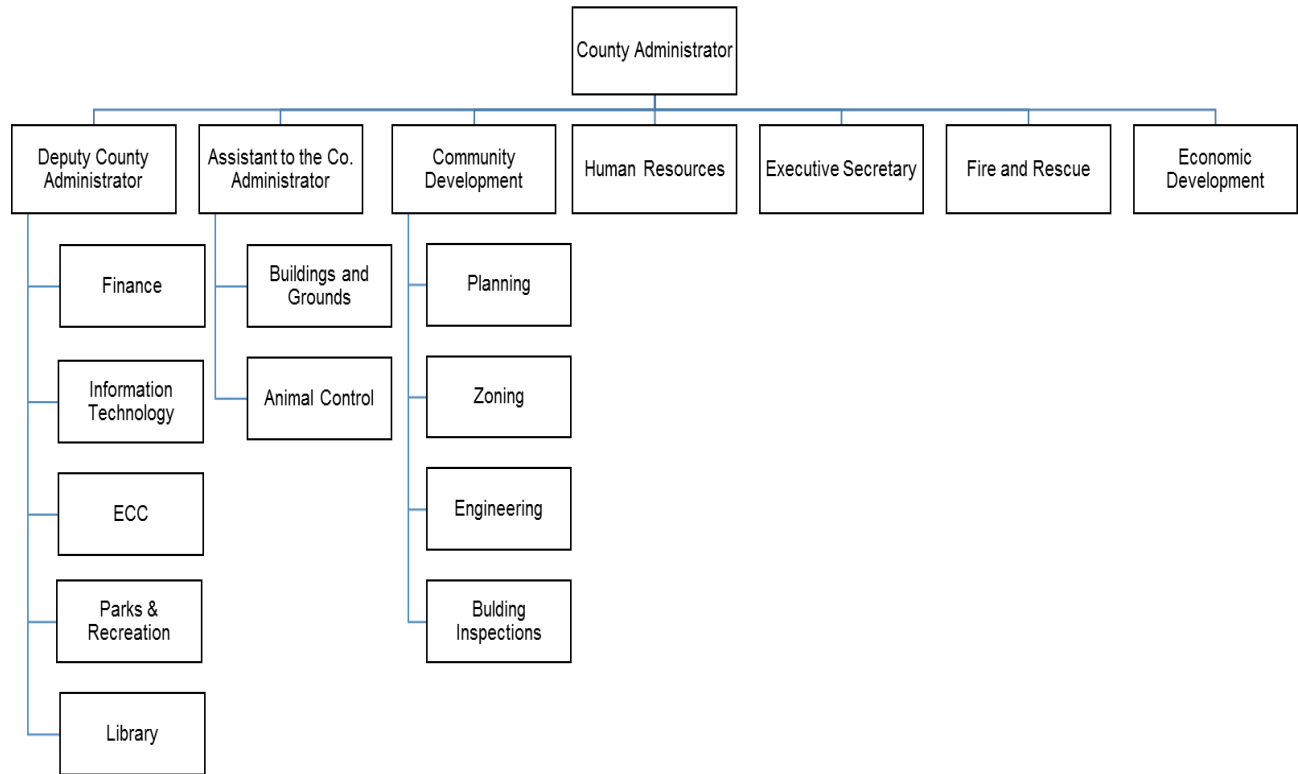 County Administrator
Deputy County
Administrator
Assistant to the Co.
Administrator
Community
Development
Human Resources
Executive Secretary
Fire and Rescue
Economic
Development
Finance
Information
Technology
ECC
Parks &
Recreation
Library
Buildings and
Grounds
Animal Control
Planning
Zoning
Engineering
Bulding
Inspections